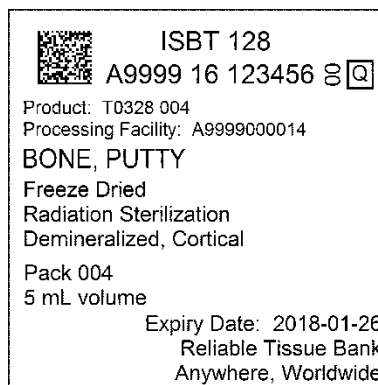 ISBT 128
A9999 16 123456 00 Q
Product: T0328 004
Processing Facility: A9999000014
BONE, PUTTY
Freeze Dried
Radiation Sterilization
Demineralized, Cortical
Pack 004
5 mL volume
Expiry Date: 2018-01-26
Reliable Tissue Bank
Anywhere, Worldwide